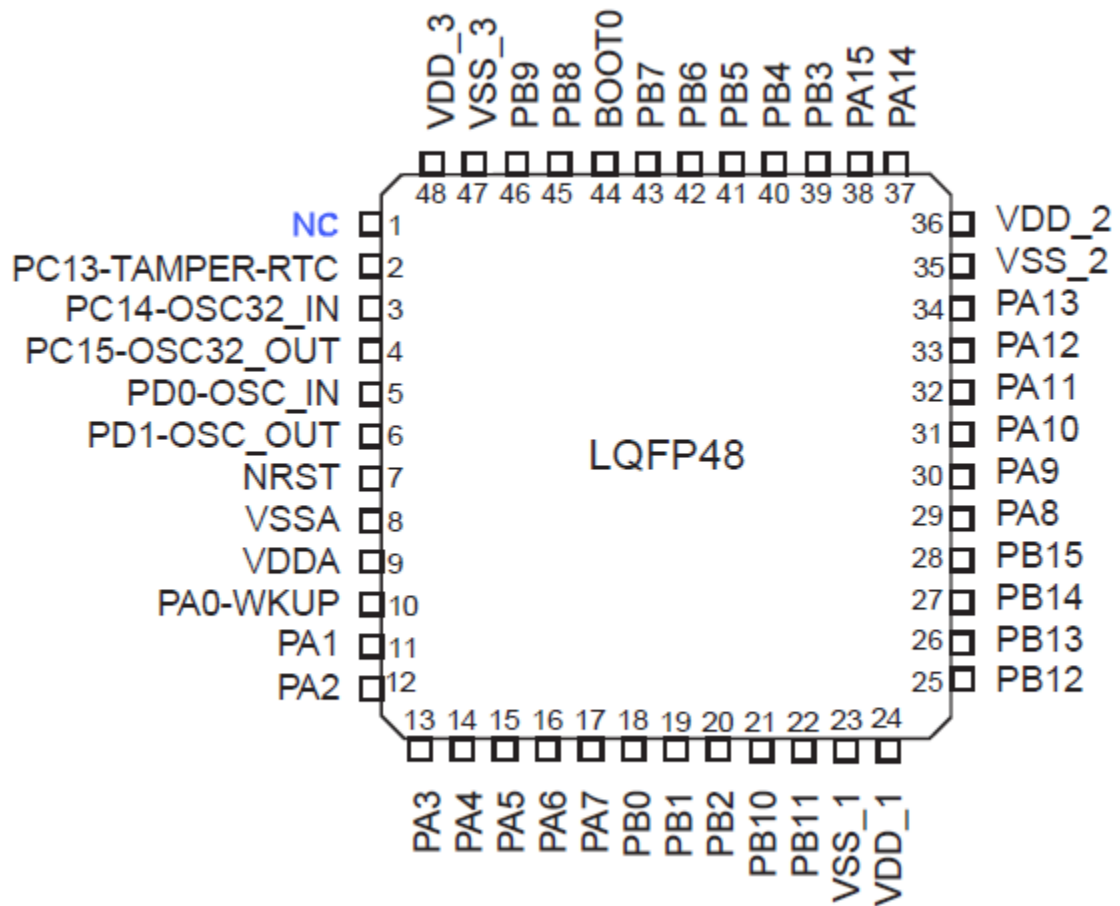 VDD_3
VSS_3
PB9
PB8
BOOT0
PB7
PB6
PB5
PB4
PB3
PA15
PA14
48 47 46 45 44 43 42 41 40 39 38 37
NC 1
PC13-TAMPER-RTC 2
PC14-OSC32_IN 3
PC15-OSC32_OUT 4
PD0-OSC_IN 5
PD1-OSC_OUT 6
NRST 7
VSSA 8
VDDA 9
PA0-WKUP 10
PA1 11
PA2 12
LQFP48
36 VDD_2
35 VSS_2
34 PA13
33 PA12
32 PA11
31 PA10
30 PA9
29 PA8
28 PB15
27 PB14
26 PB13
25 PB12
13 14 15 16 17 18 19 20 21 22 23 24
PA3
PA4
PA5
PA6
PA7
PB0
PB1
PB2
PB10
PB11
VSS_1
VDD_1